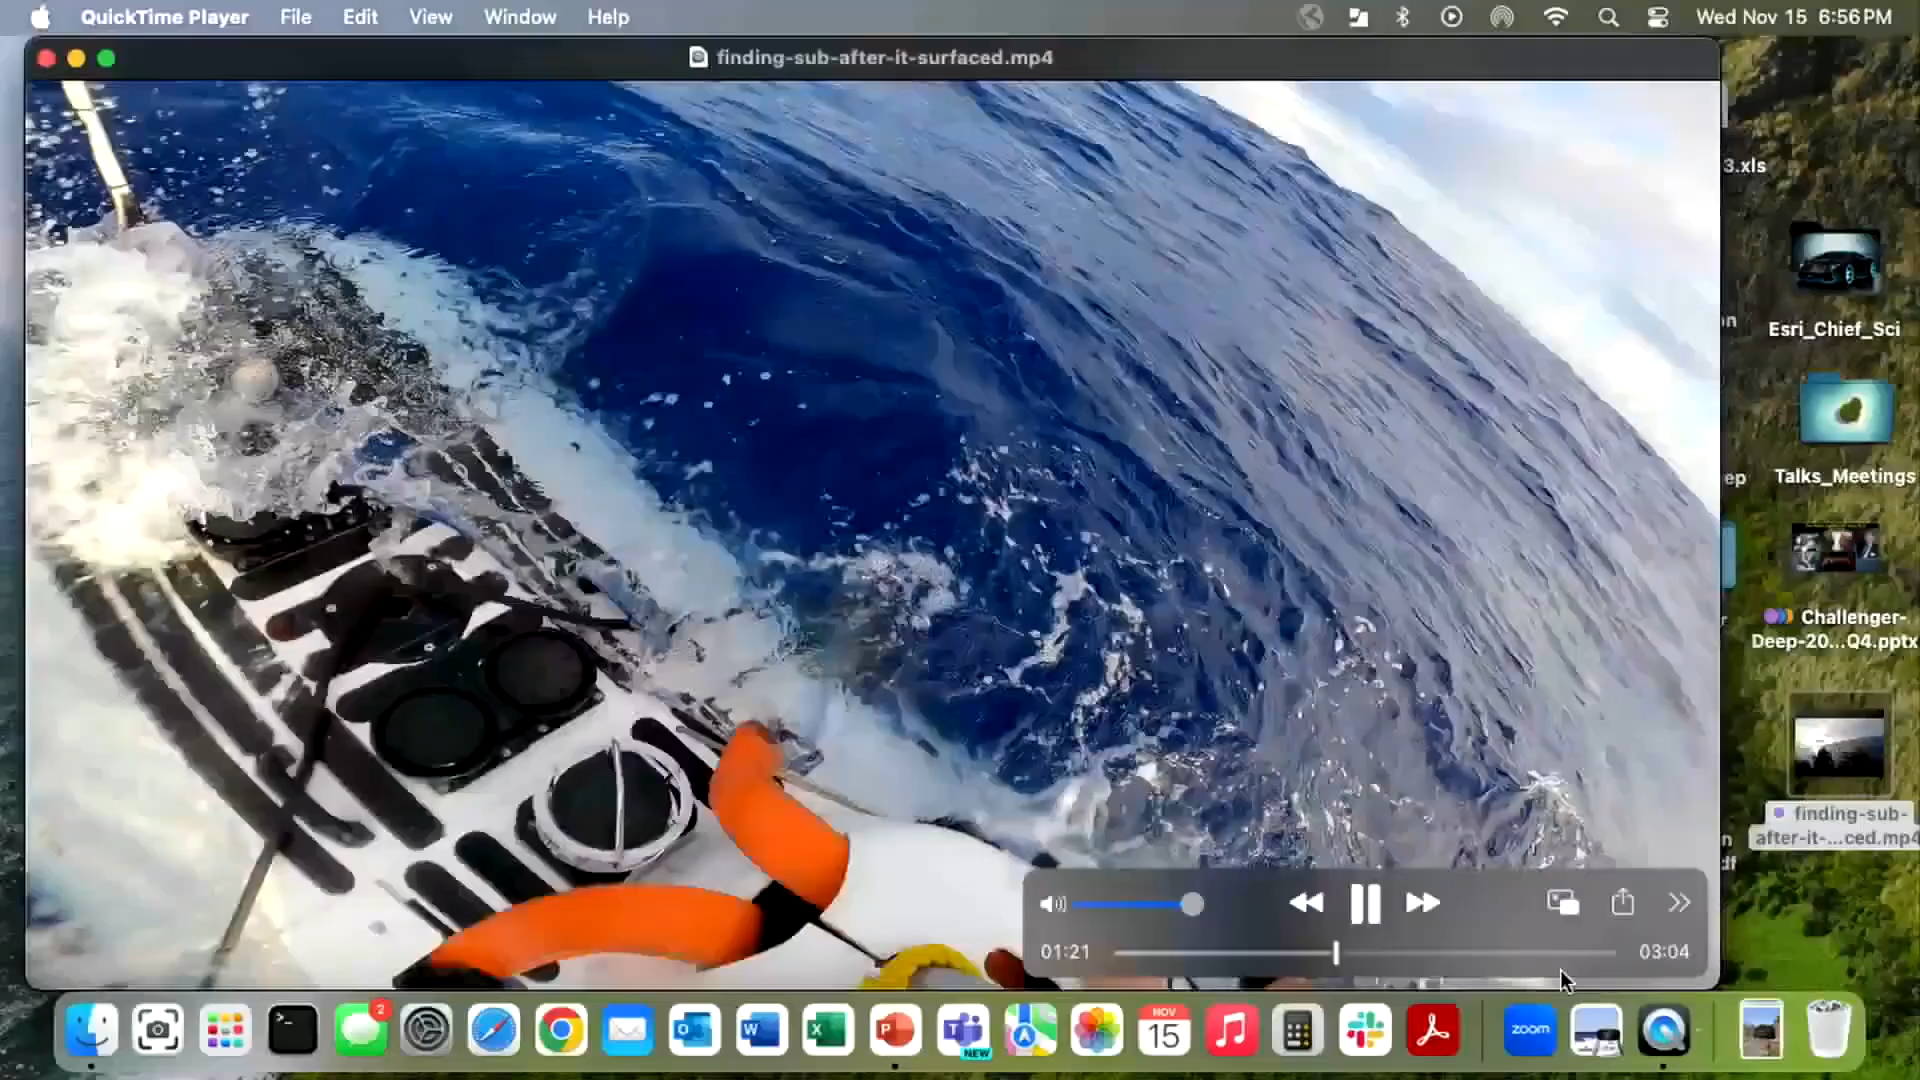 QuickTime Player File Edit View Window Help Wed Nov 15 6:56 PM
finding-sub-after-it-surfaced.mp4
3.xls
Esri_Chief_Sci
ep Talks_Meetings
Challenger-
Deep-20...Q4.pptx
finding-sub-
after-it-...ced.mp4
df
01:21 03:04
2
>_
O
W
X
P
T
NEW
NOV
15
zoom